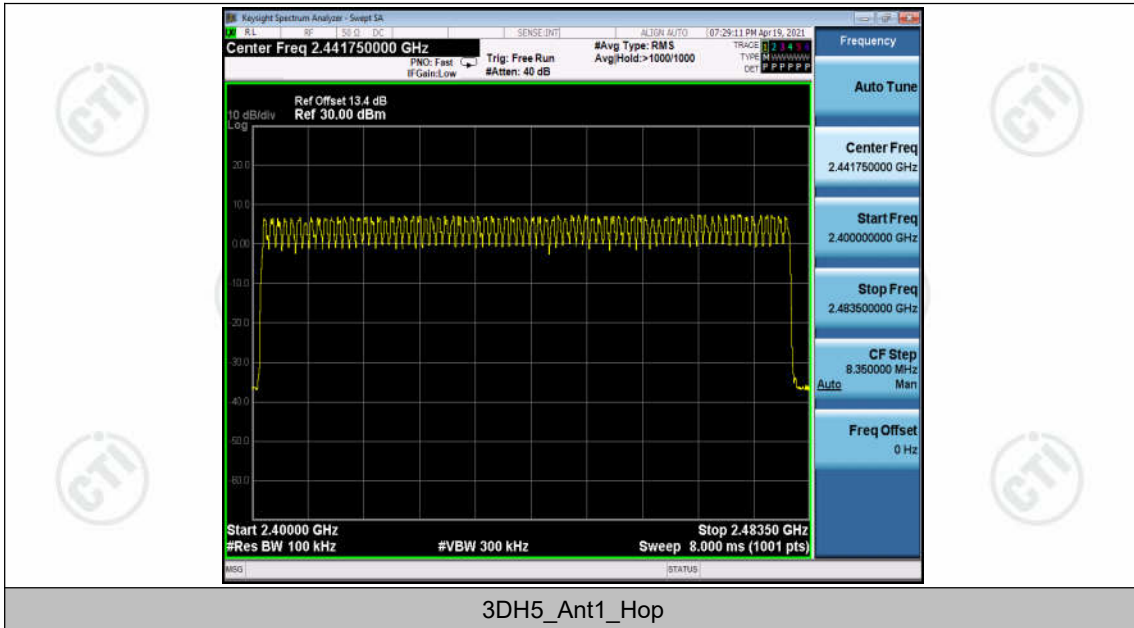 Keysight Spectrum Analyzer - Swept SA
RL RF 50 Ω DC SENSE:INT ALIGN AUTO 07:29:11 PM Apr 19, 2021
Center Freq 2.441750000 GHz
PNO: Fast
IFGain:Low
Trig: Free Run
#Atten: 40 dB
#Avg Type: RMS
Avg|Hold:>1000/1000
TRACE 1 2 3 4 5 6
TYPE M WWWWW
DET P P P P P P
Ref Offset 13.4 dB
10 dB/div Ref 30.00 dBm
Log
20.0
10.0
0.00
-10.0
-20.0
-30.0
-40.0
-50.0
-60.0
Start 2.40000 GHz Stop 2.48350 GHz
#Res BW 100 kHz #VBW 300 kHz Sweep 8.000 ms (1001 pts)
MSG STATUS
Frequency
Auto Tune
Center Freq
2.441750000 GHz
Start Freq
2.400000000 GHz
Stop Freq
2.483500000 GHz
CF Step
8.350000 MHz
Auto Man
Freq Offset
0 Hz
CTI
CTI
CTI
CTI
3DH5_Ant1_Hop